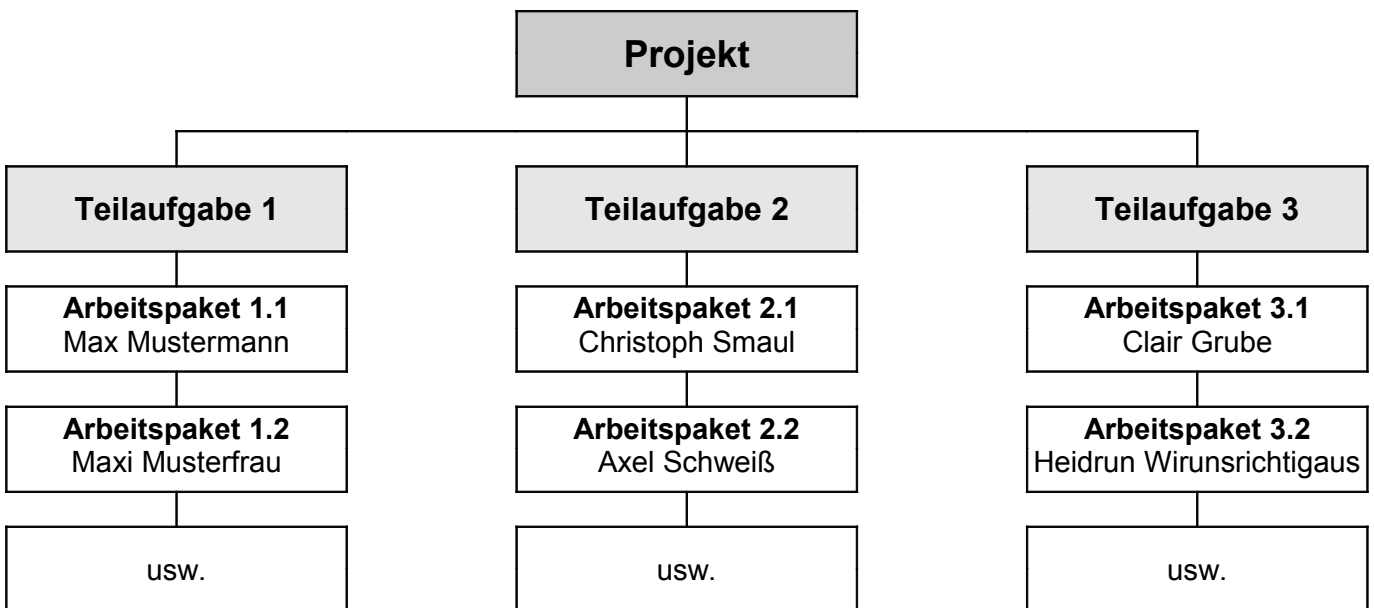 Projekt
Teilaufgabe 1
Teilaufgabe 2
Teilaufgabe 3
Arbeitspaket 1.1
Max Mustermann
Arbeitspaket 2.1
Christoph Smaul
Arbeitspaket 3.1
Clair Grube
Arbeitspaket 1.2
Maxi Musterfrau
Arbeitspaket 2.2
Axel Schweiß
Arbeitspaket 3.2
Heidrun Wirunsrichtigaus
usw.
usw.
usw.